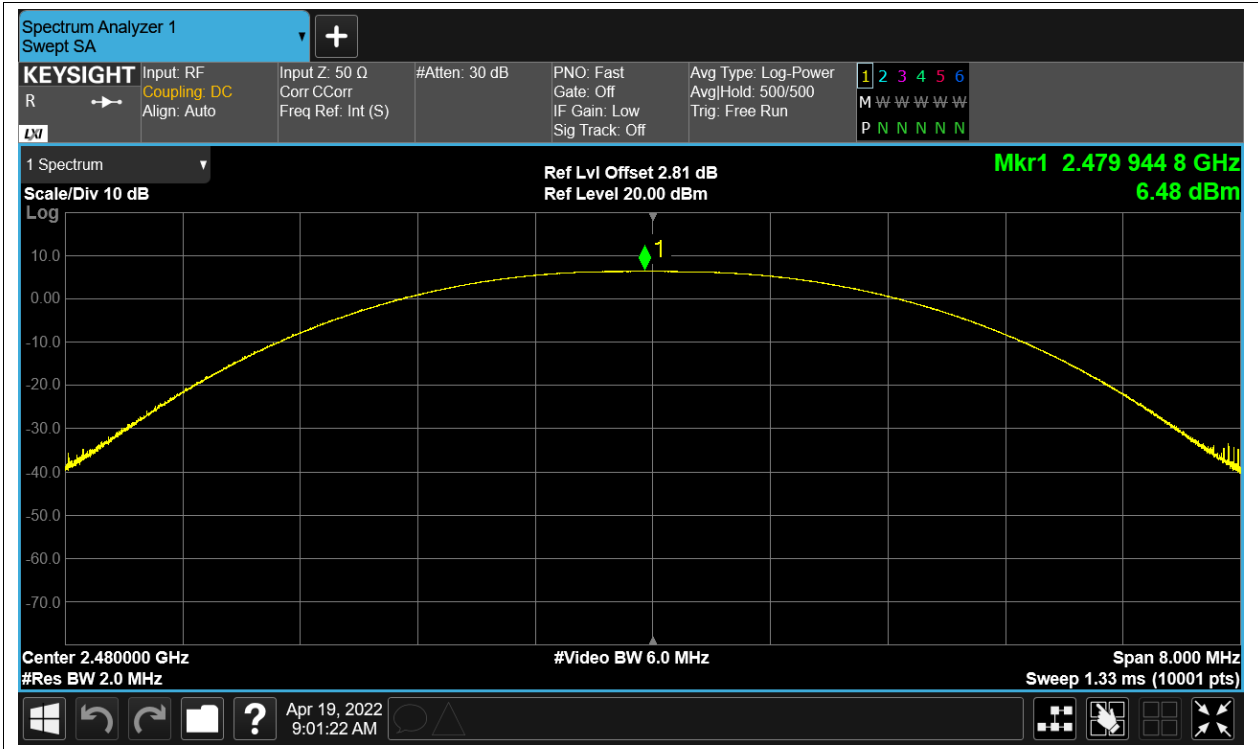 Spectrum Analyzer 1
Swept SA
+
KEYSIGHT
R
LXI
Input: RF
Coupling: DC
Align: Auto
Input Z: 50 Ω
Corr CCorr
Freq Ref: Int (S)
#Atten: 30 dB
PNO: Fast
Gate: Off
IF Gain: Low
Sig Track: Off
Avg Type: Log-Power
Avg|Hold: 500/500
Trig: Free Run
1 2 3 4 5 6
M W W W W W
P N N N N N
1 Spectrum
Scale/Div 10 dB
Log
Ref Lvl Offset 2.81 dB
Ref Level 20.00 dBm
Mkr1 2.479 944 8 GHz
6.48 dBm
1
10.0
0.00
-10.0
-20.0
-30.0
-40.0
-50.0
-60.0
-70.0
Center 2.480000 GHz
#Res BW 2.0 MHz
#Video BW 6.0 MHz
Span 8.000 MHz
Sweep 1.33 ms (10001 pts)
?
Apr 19, 2022
9:01:22 AM